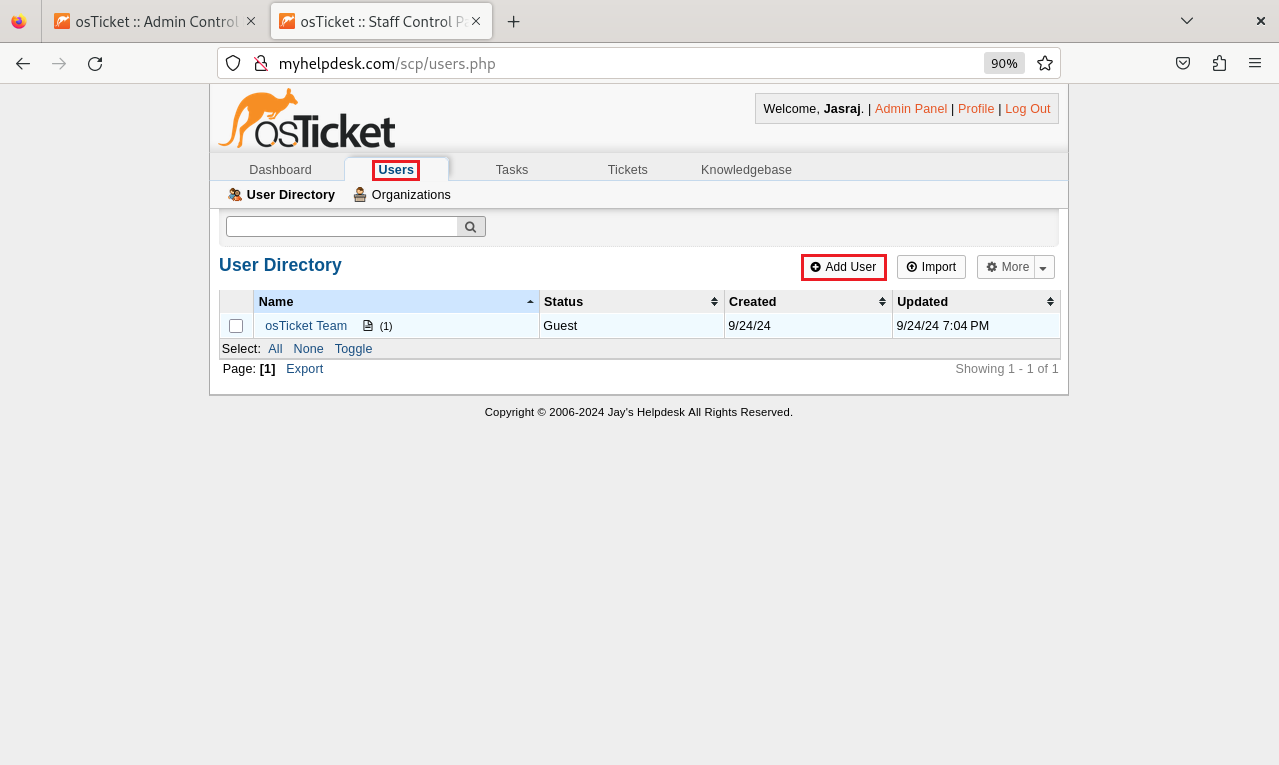 osTicket :: Admin Control
osTicket :: Staff Control P
myhelpdesk.com/scp/users.php
90%
osTicket
Welcome, Jasraj. | Admin Panel | Profile | Log Out
Dashboard Users Tasks Tickets Knowledgebase
User Directory Organizations
User Directory
Add User Import More
Name Status Created Updated
osTicket Team (1) Guest 9/24/24 9/24/24 7:04 PM
Select: All None Toggle
Page: [1] Export Showing 1 - 1 of 1
Copyright © 2006-2024 Jay's Helpdesk All Rights Reserved.